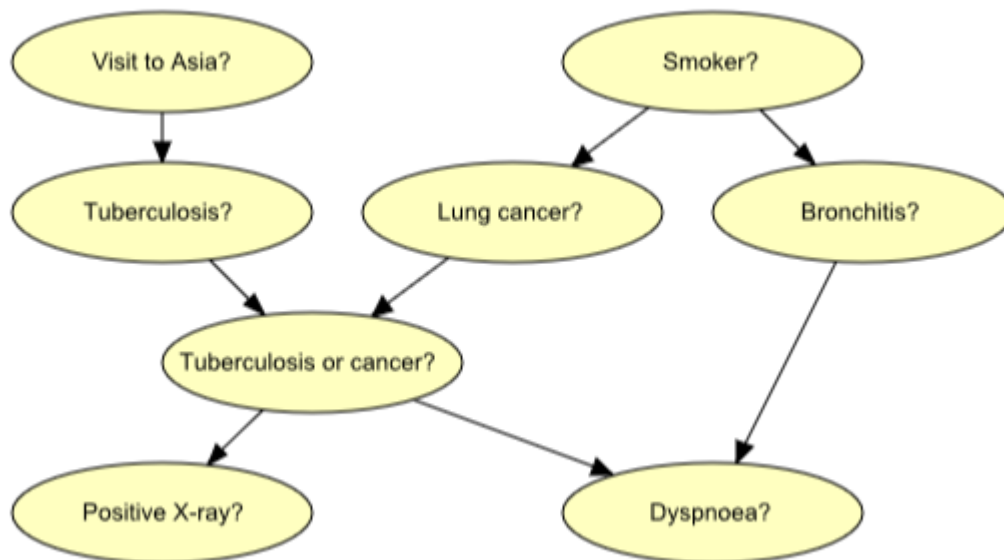 Visit to Asia?
Smoker?
Tuberculosis?
Lung cancer?
Bronchitis?
Tuberculosis or cancer?
Positive X-ray?
Dyspnoea?